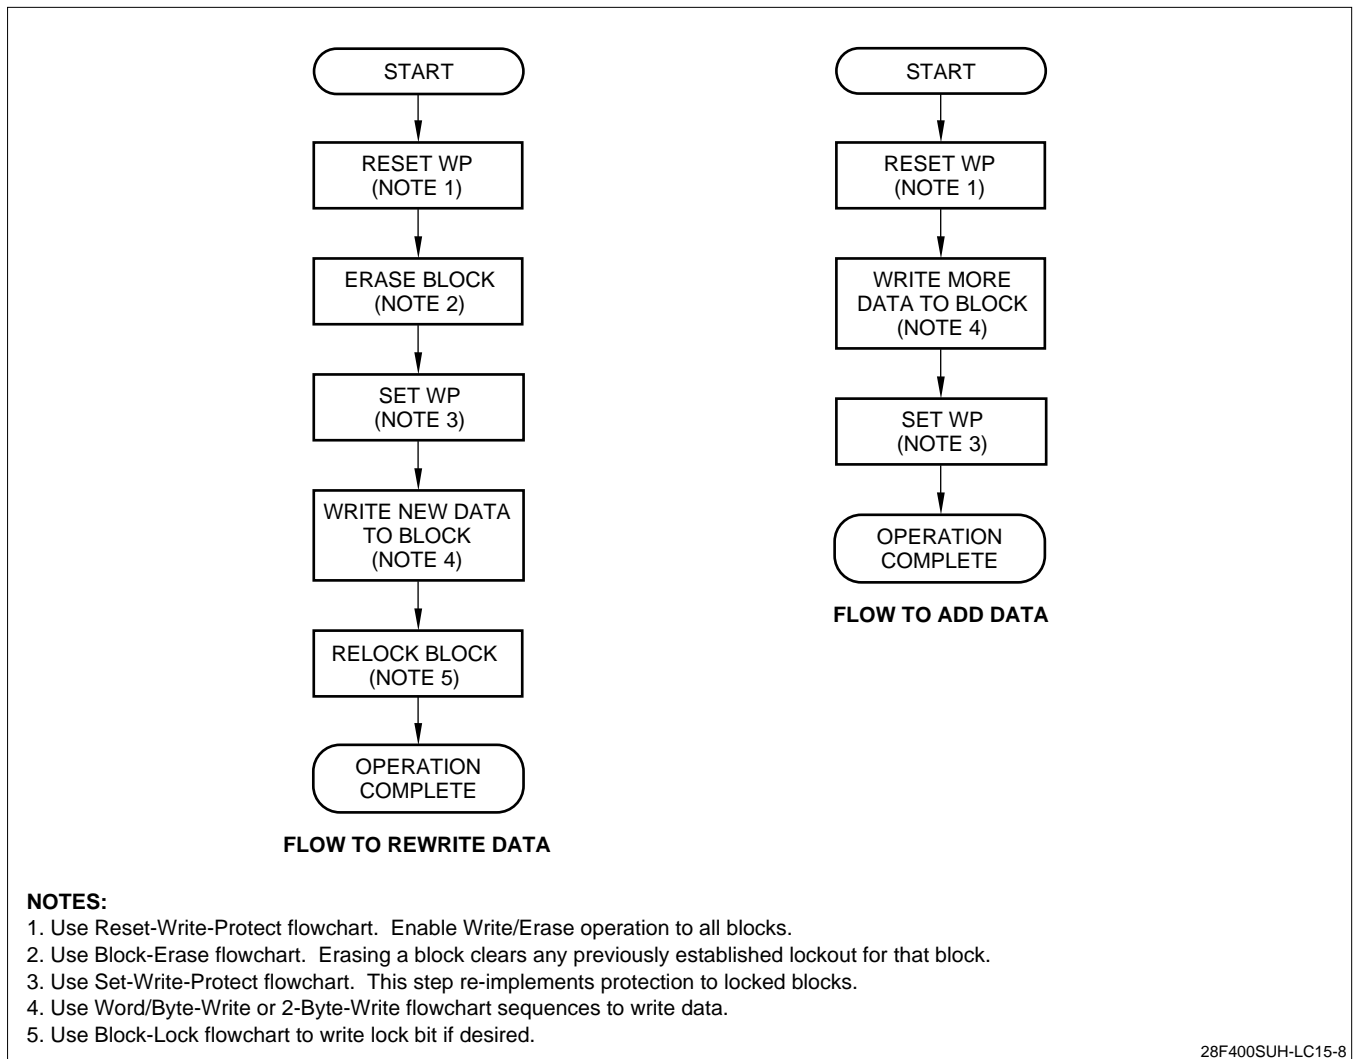 START
RESET WP
(NOTE 1)
ERASE BLOCK
(NOTE 2)
SET WP
(NOTE 3)
WRITE NEW DATA
TO BLOCK
(NOTE 4)
RELOCK BLOCK
(NOTE 5)
OPERATION
COMPLETE
FLOW TO REWRITE DATA
START
RESET WP
(NOTE 1)
WRITE MORE
DATA TO BLOCK
(NOTE 4)
SET WP
(NOTE 3)
OPERATION
COMPLETE
FLOW TO ADD DATA
NOTES:
1. Use Reset-Write-Protect flowchart. Enable Write/Erase operation to all blocks.
2. Use Block-Erase flowchart. Erasing a block clears any previously established lockout for that block.
3. Use Set-Write-Protect flowchart. This step re-implements protection to locked blocks.
4. Use Word/Byte-Write or 2-Byte-Write flowchart sequences to write data.
5. Use Block-Lock flowchart to write lock bit if desired.
28F400SUH-LC15-8